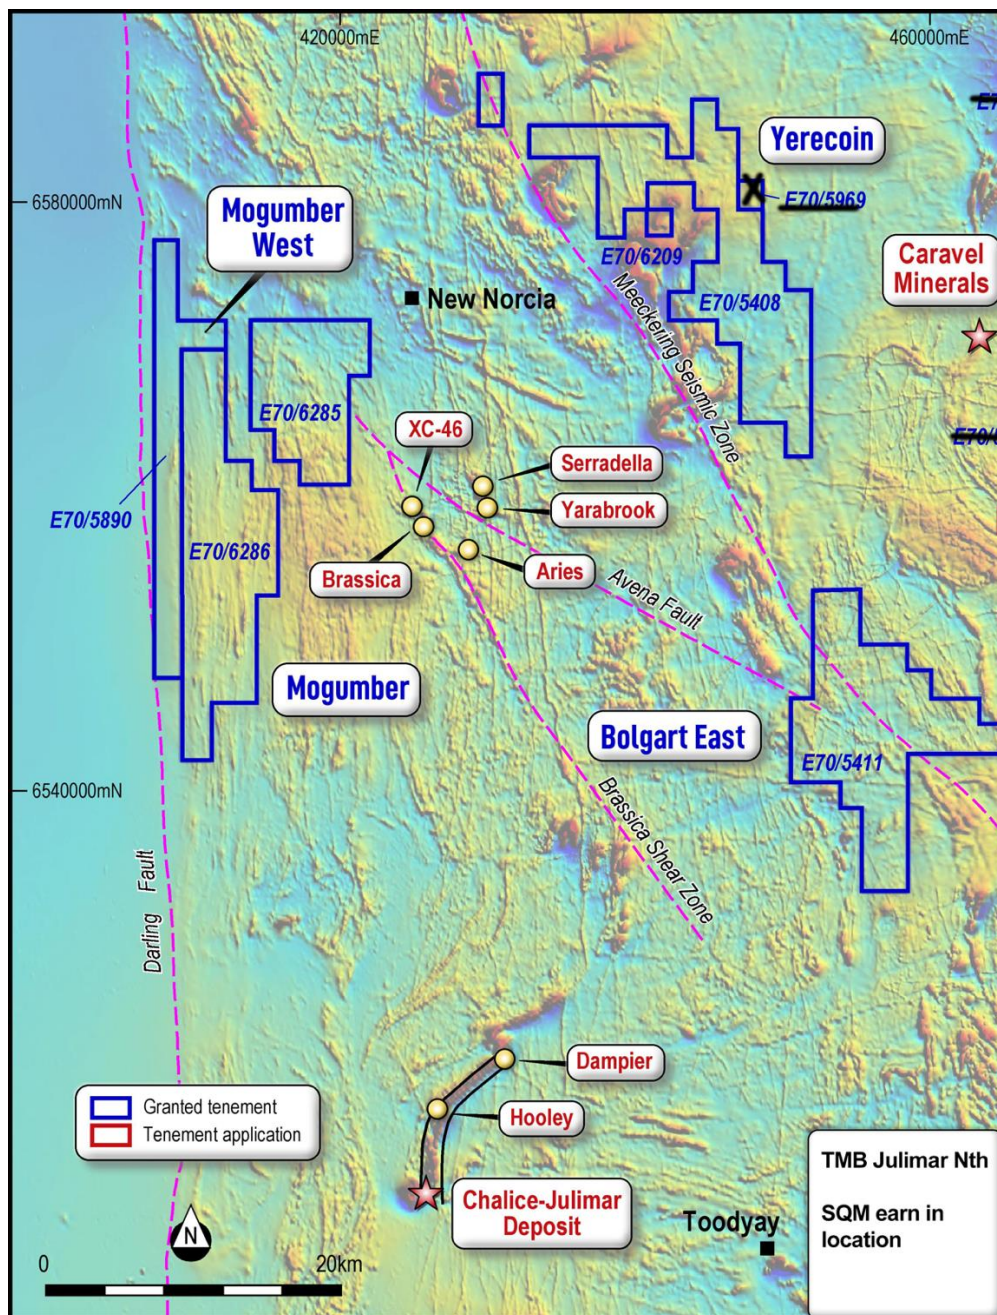 420000mE
460000mE
Yerecoin
E70/5969
6580000mN
Mogumber
West
E70/6209
Caravel
Minerals
New Norcia
E70/5408
Meeckering Seismic Zone
E70/6285
XC-46
Serradella
Yarabrook
E70/5890
E70/6286
Brassica
Aries
Avena Fault
Mogumber
Bolgart East
E70/5411
6540000mN
Brassica Shear Zone
Darling Fault
Dampier
Granted tenement
Tenement application
Hooley
TMB Julimar Nth
SQM earn in
location
Chalice-Julimar
Deposit
Toodyay
N
0
20km